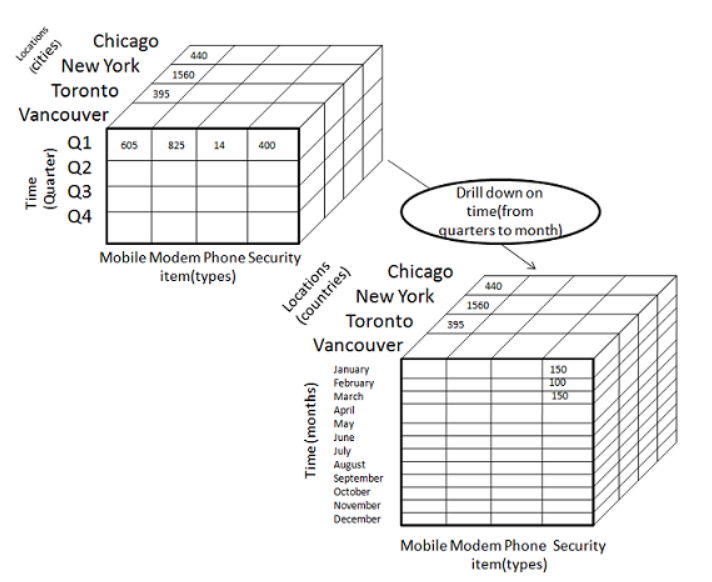 Locations
(cities)
Chicago
New York
Toronto
Vancouver
440
1560
395
Time
(Quarter)
Q1
Q2
Q3
Q4
605 825 14 400
Mobile Modem Phone Security
item(types)
Drill down on
time(from
quarters to month)
Locations
(countries)
Chicago
New York
Toronto
Vancouver
440
1560
395
Time (months)
January
February
March
April
May
June
July
August
September
October
November
December
150
100
150
Mobile Modem Phone Security
item(types)